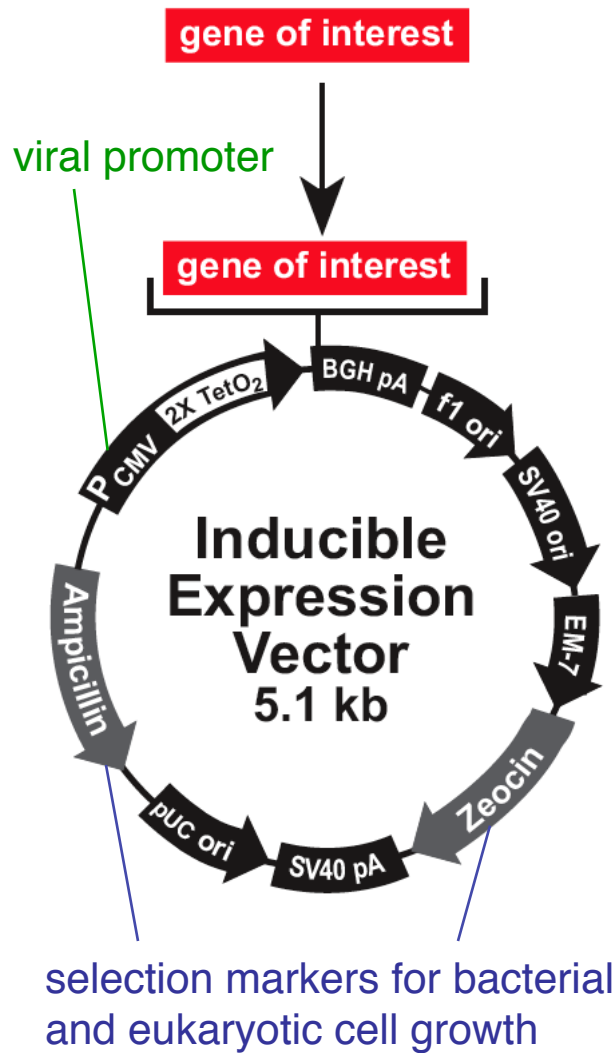 gene of interest
viral promoter
gene of interest
P CMV
2X TetO2
BGH pA
f1 ori
SV40 ori
EM-7
Zeocin
SV40 pA
pUC ori
Ampicillin
Inducible
Expression
Vector
5.1 kb
selection markers for bacterial
and eukaryotic cell growth